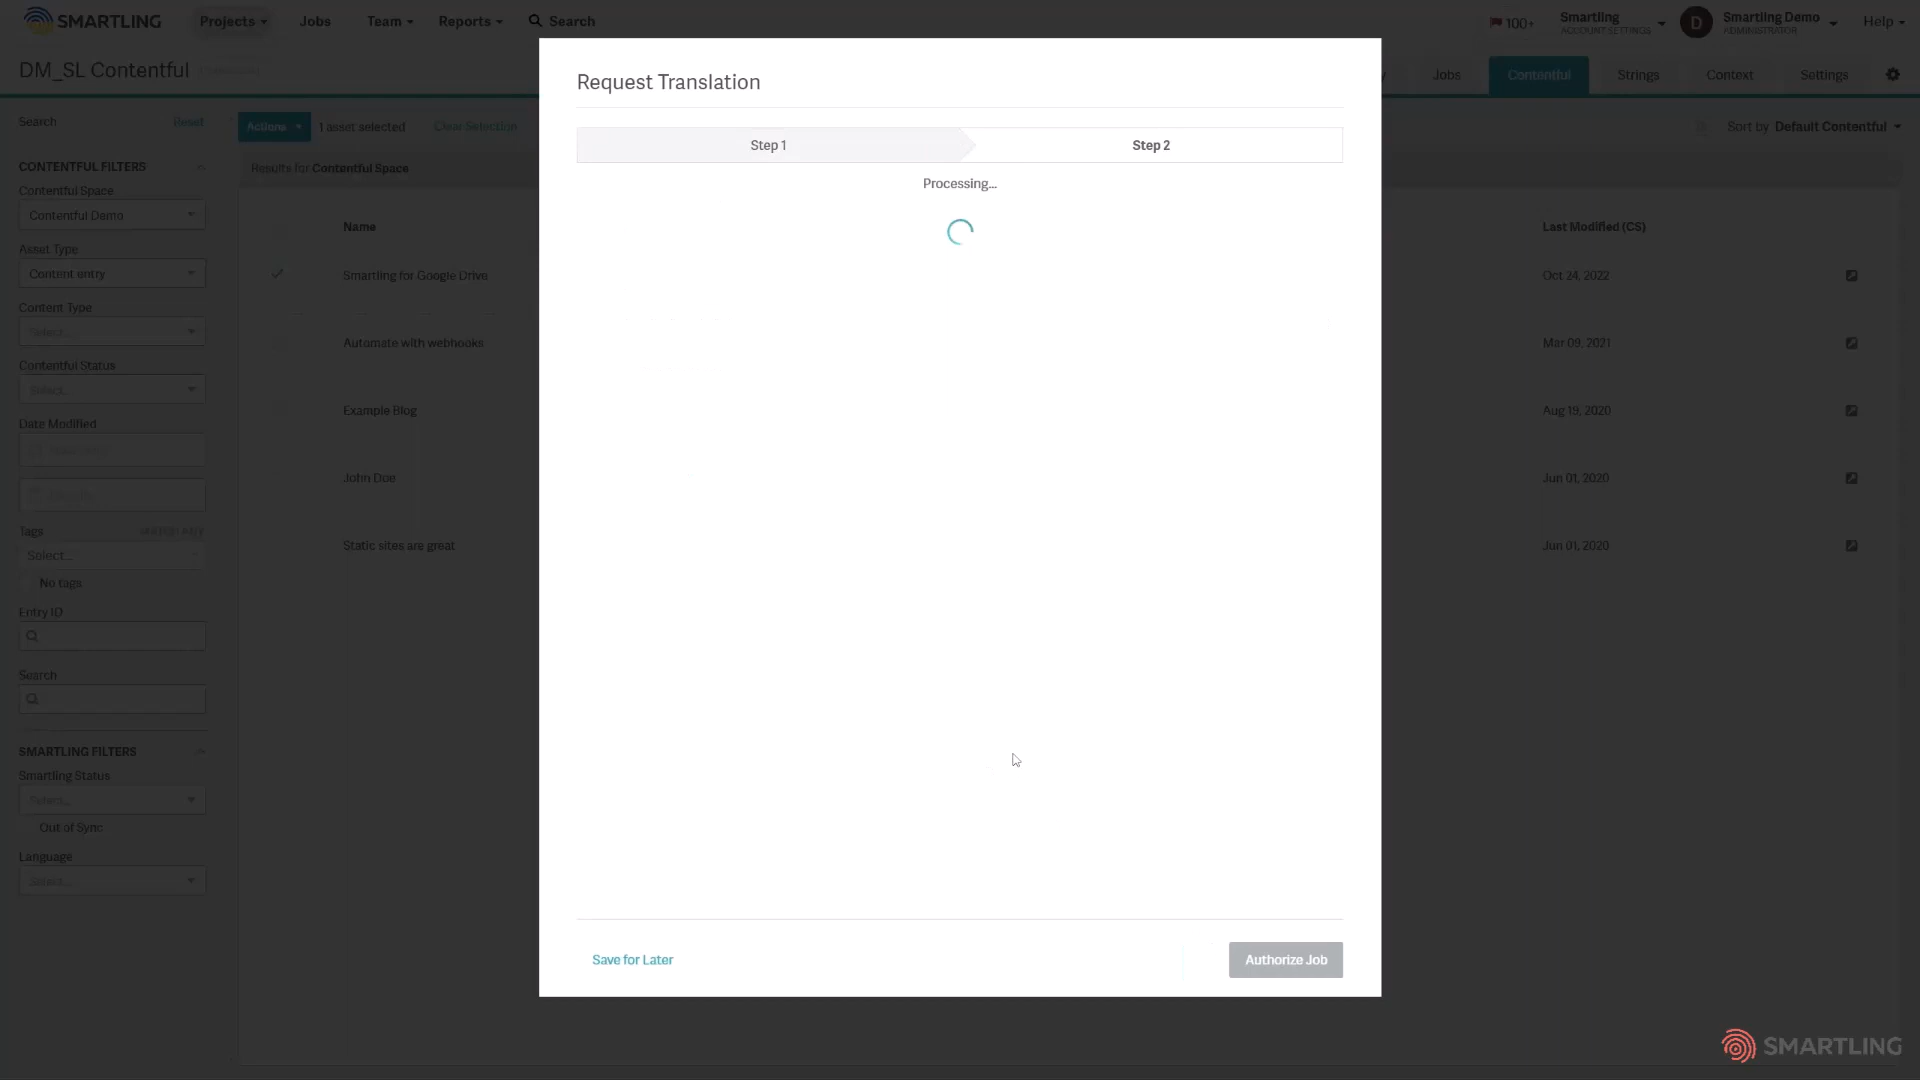 SMARTLING
Projects
Jobs
Team
Reports
Search
100+
Smartling
ACCOUNT SETTINGS
D
Smartling Demo
ADMINISTRATOR
Help
DM_SL Contentful
Jobs
Contentful
Strings
Context
Settings
Search
Reset
Actions
1 asset selected
Clear Selection
Sort by Default Contentful
CONTENTFUL FILTERS
Results for Contentful Space
Contentful Space
Contentful Demo
Asset Type
Content entry
Content Type
Select...
Contentful Status
Select...
Date Modified
Tags
Select...
No tags
Entry ID
Search
SMARTLING FILTERS
Smartling Status
Select...
Out of Sync
Language
Select...
Name
Last Modified (CS)
Smartling for Google Drive
Oct 24, 2022
Automate with webhooks
Mar 09, 2021
Example Blog
Aug 19, 2020
John Doe
Jun 01, 2020
Static sites are great
Jun 01, 2020
Request Translation
Step 1
Step 2
Processing...
Save for Later
Authorize Job
SMARTLING